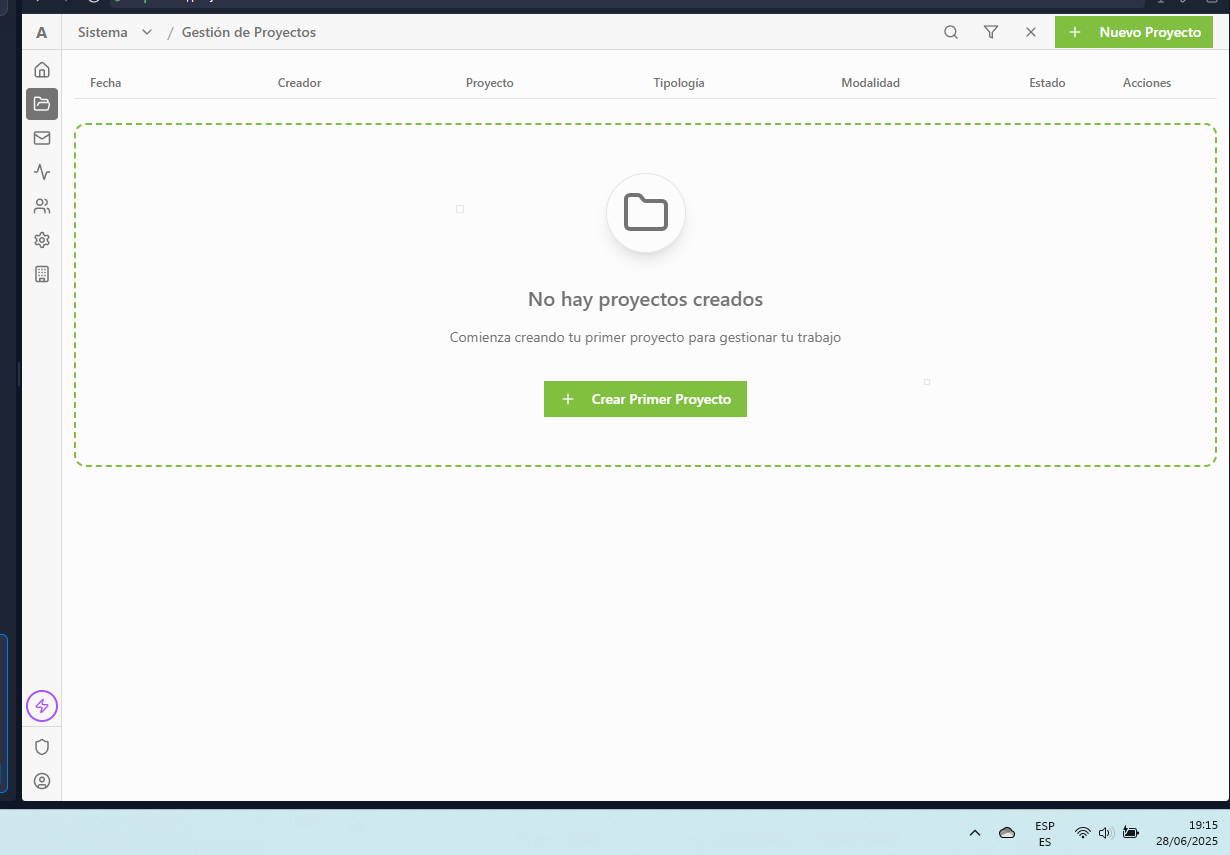 A Sistema / Gestión de Proyectos Nuevo Proyecto
Fecha Creador Proyecto Tipología Modalidad Estado Acciones
No hay proyectos creados
Comienza creando tu primer proyecto para gestionar tu trabajo
Crear Primer Proyecto
ESP
ES
19:15
28/06/2025